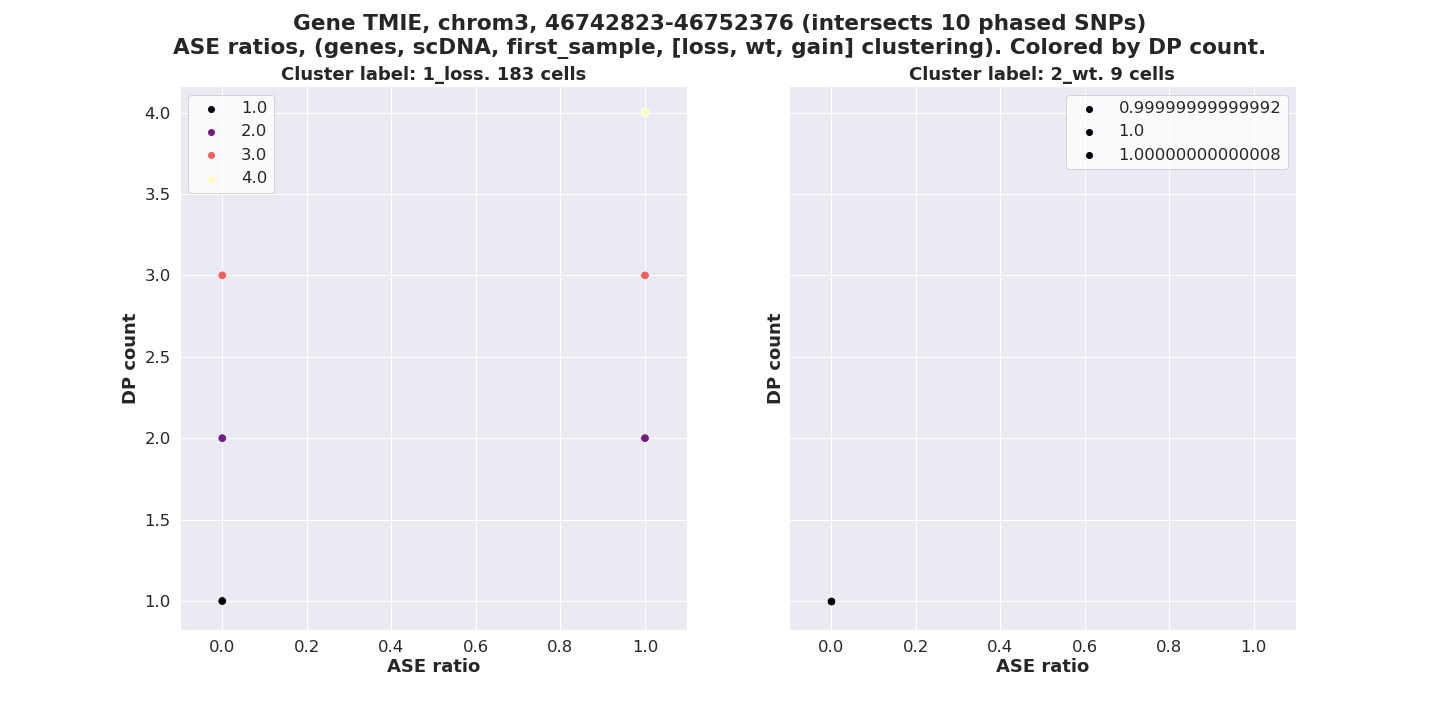 Gene TMIE, chrom3, 46742823-46752376 (intersects 10 phased SNPs)
ASE ratios, (genes, scDNA, first_sample, [loss, wt, gain] clustering). Colored by DP count.
Cluster label: 1_loss. 183 cells
1.0
2.0
3.0
4.0
4.0
3.5
3.0
2.5
2.0
1.5
1.0
DP count
0.0 0.2 0.4 0.6 0.8 1.0
ASE ratio
Cluster label: 2_wt. 9 cells
0.99999999999992
1.0
1.00000000000008
DP count
0.0 0.2 0.4 0.6 0.8 1.0
ASE ratio